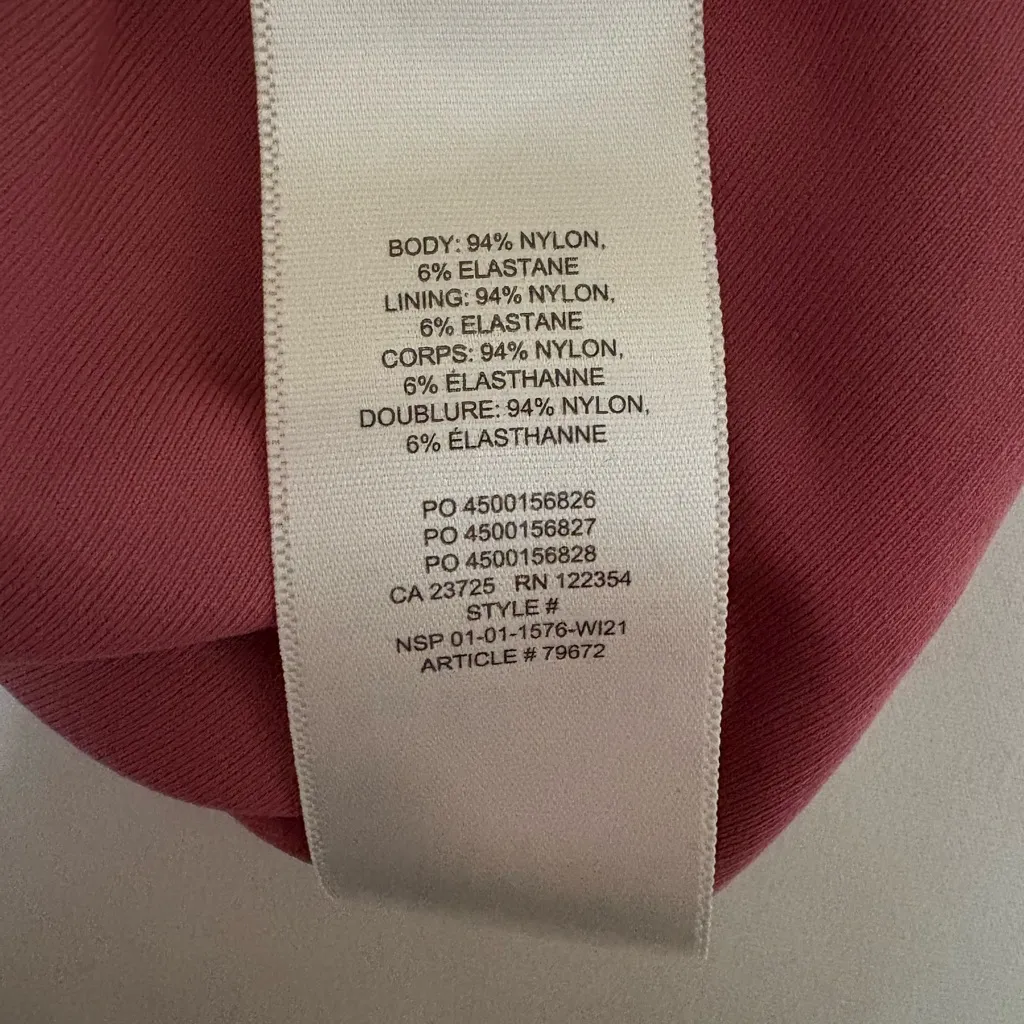 BODY: 94% NYLON,
6% ELASTANE
LINING: 94% NYLON,
6% ELASTANE
CORPS: 94% NYLON,
6% ÉLASTHANNE
DOUBLURE: 94% NYLON,
6% ÉLASTHANNE
PO 4500156826
PO 4500156827
PO 4500156828
CA 23725 RN 122354
STYLE #
NSP 01-01-1576-WI21
ARTICLE # 79672